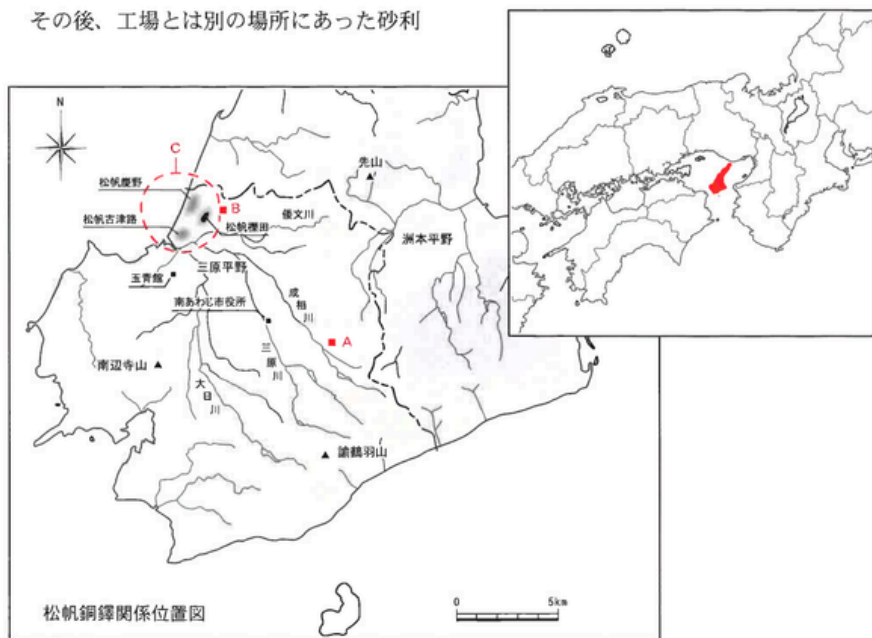 その後、工場とは別の場所にあった砂利
N
C
松帆慶野
B
先山
倭文川
松帆古津路
松帆櫟田
洲本平野
三原平野
玉青館
南あわじ市役所
成相川
A
三原川
南辺寺山
大日川
諭鶴羽山
松帆銅鐸関係位置図
0
5km